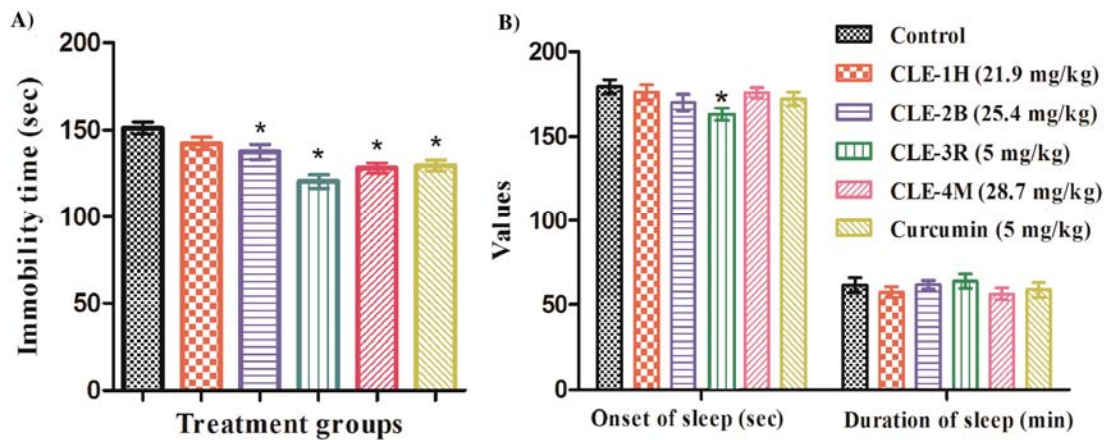 A)
Immobility time (sec)
200
150
100
50
0
* * * *
Treatment groups
B)
Values
200
150
100
50
0
*
Onset of sleep (sec) Duration of sleep (min)
Control
CLE-1H (21.9 mg/kg)
CLE-2B (25.4 mg/kg)
CLE-3R (5 mg/kg)
CLE-4M (28.7 mg/kg)
Curcumin (5 mg/kg)